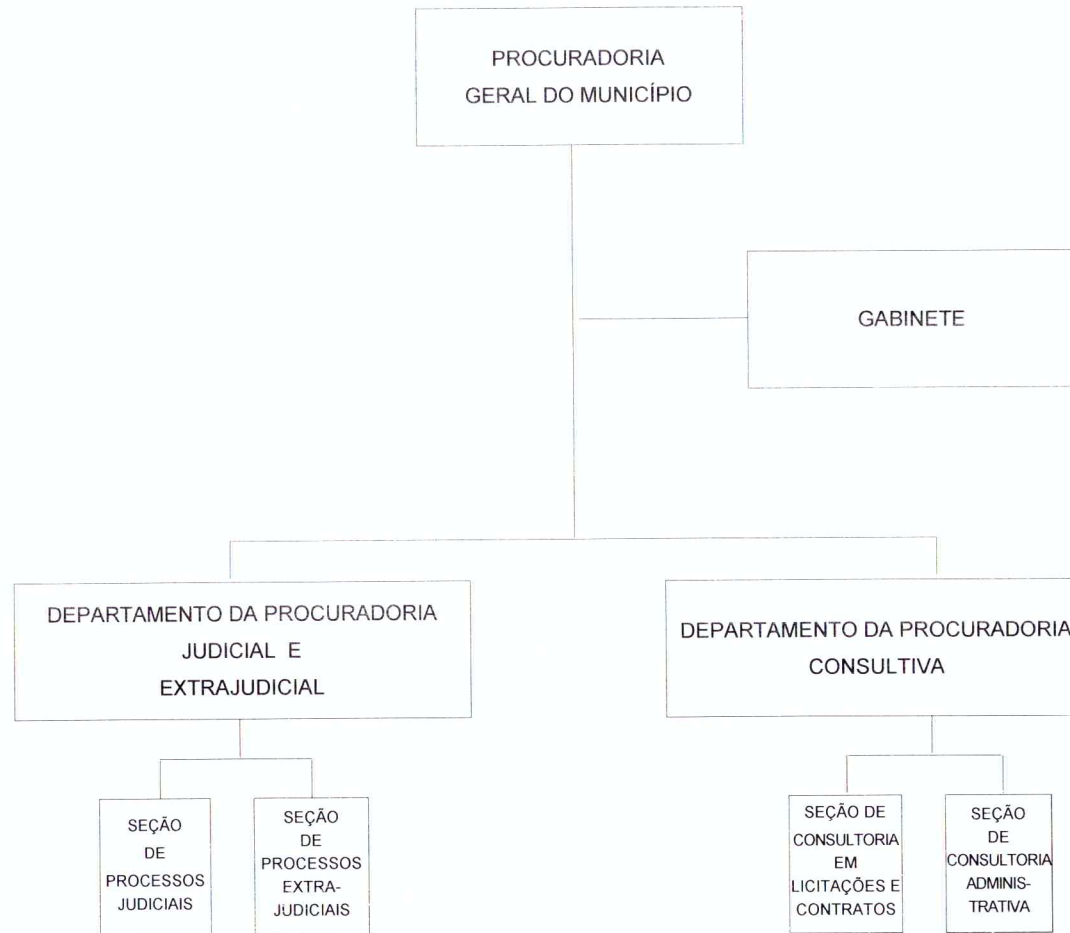 PROCURADORIA
GERAL DO MUNICÍPIO
GABINETE
DEPARTAMENTO DA PROCURADORIA
JUDICIAL E
EXTRAJUDICIAL
DEPARTAMENTO DA PROCURADORIA
CONSULTIVA
SEÇÃO
DE
PROCESSOS
JUDICIAIS
SEÇÃO
DE
PROCESSOS
EXTRA-
JUDICIAIS
SEÇÃO DE
CONSULTORIA
EM
LICITAÇÕES E
CONTRATOS
SEÇÃO
DE
CONSULTORIA
ADMINIS-
TRATIVA